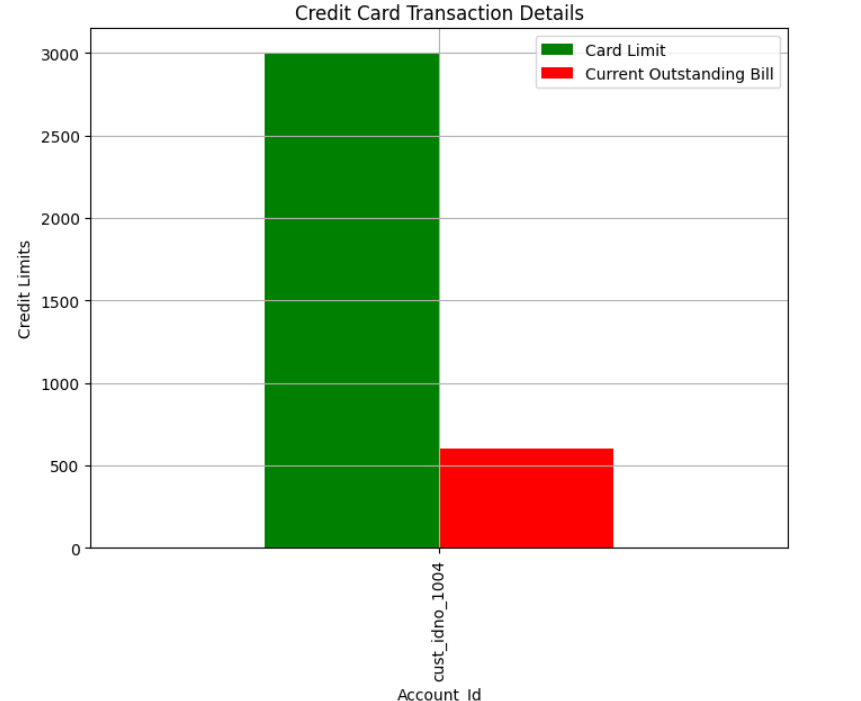 Credit Card Transaction Details
Card Limit
Current Outstanding Bill
3000
2500
2000
1500
1000
500
0
Credit Limits
cust_idno_1004
Account_Id